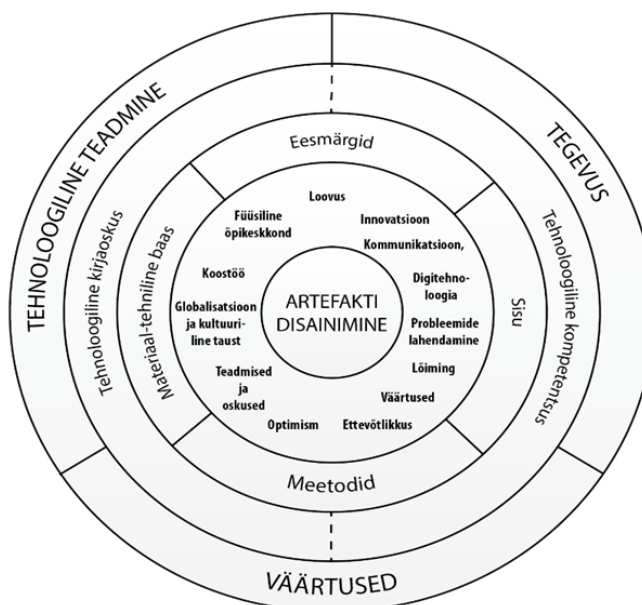 TEHNOLOOGILINE TEADMINE
TEGEVUS
VÄÄRTUSED
Tehnoloogiline kirjaoskus
Tehnoloogiline kompetentsus
Eesmärgid
Materiaal-tehniline baas
Sisu
Meetodid
Loovus
Innovatsioon
Kommunikatsioon,
Digitehno-
loogia
Probleemide
lahendamine
Lõiming
Väärtused
Ettevõtlikkus
Optimism
Teadmised
ja
oskused
Globalisatsioon
ja kultuuri-
line taust
Koostöö
Füüsiline
õpikeskkond
ARTEFAKTI
DISAINIMINE